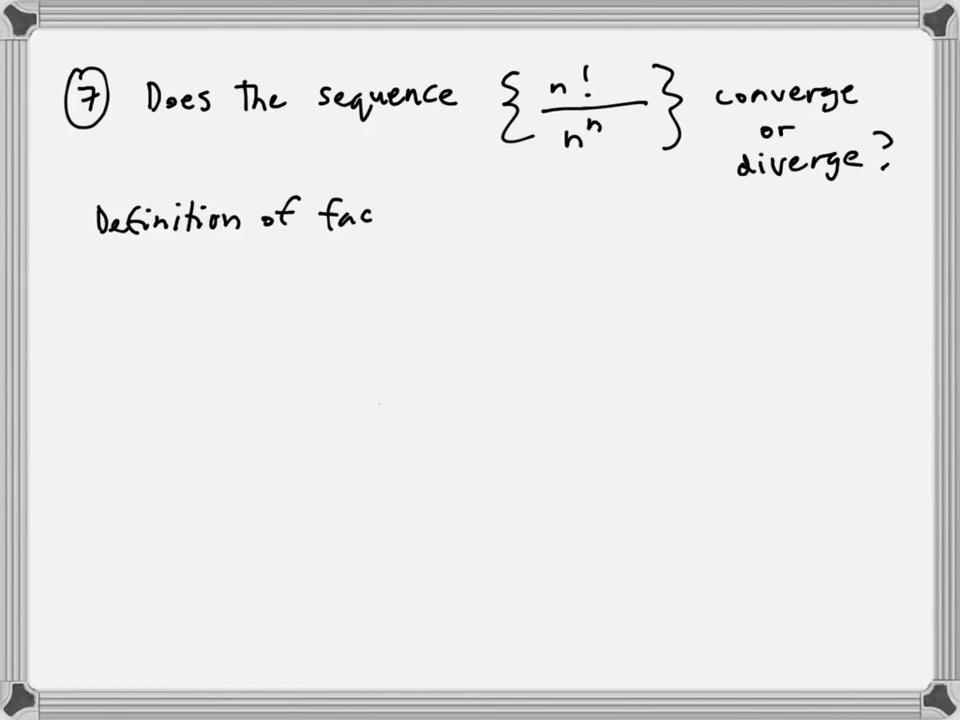 ⑦ Does the sequence { n! / n^n } converge
or
diverge?
Definition of fac